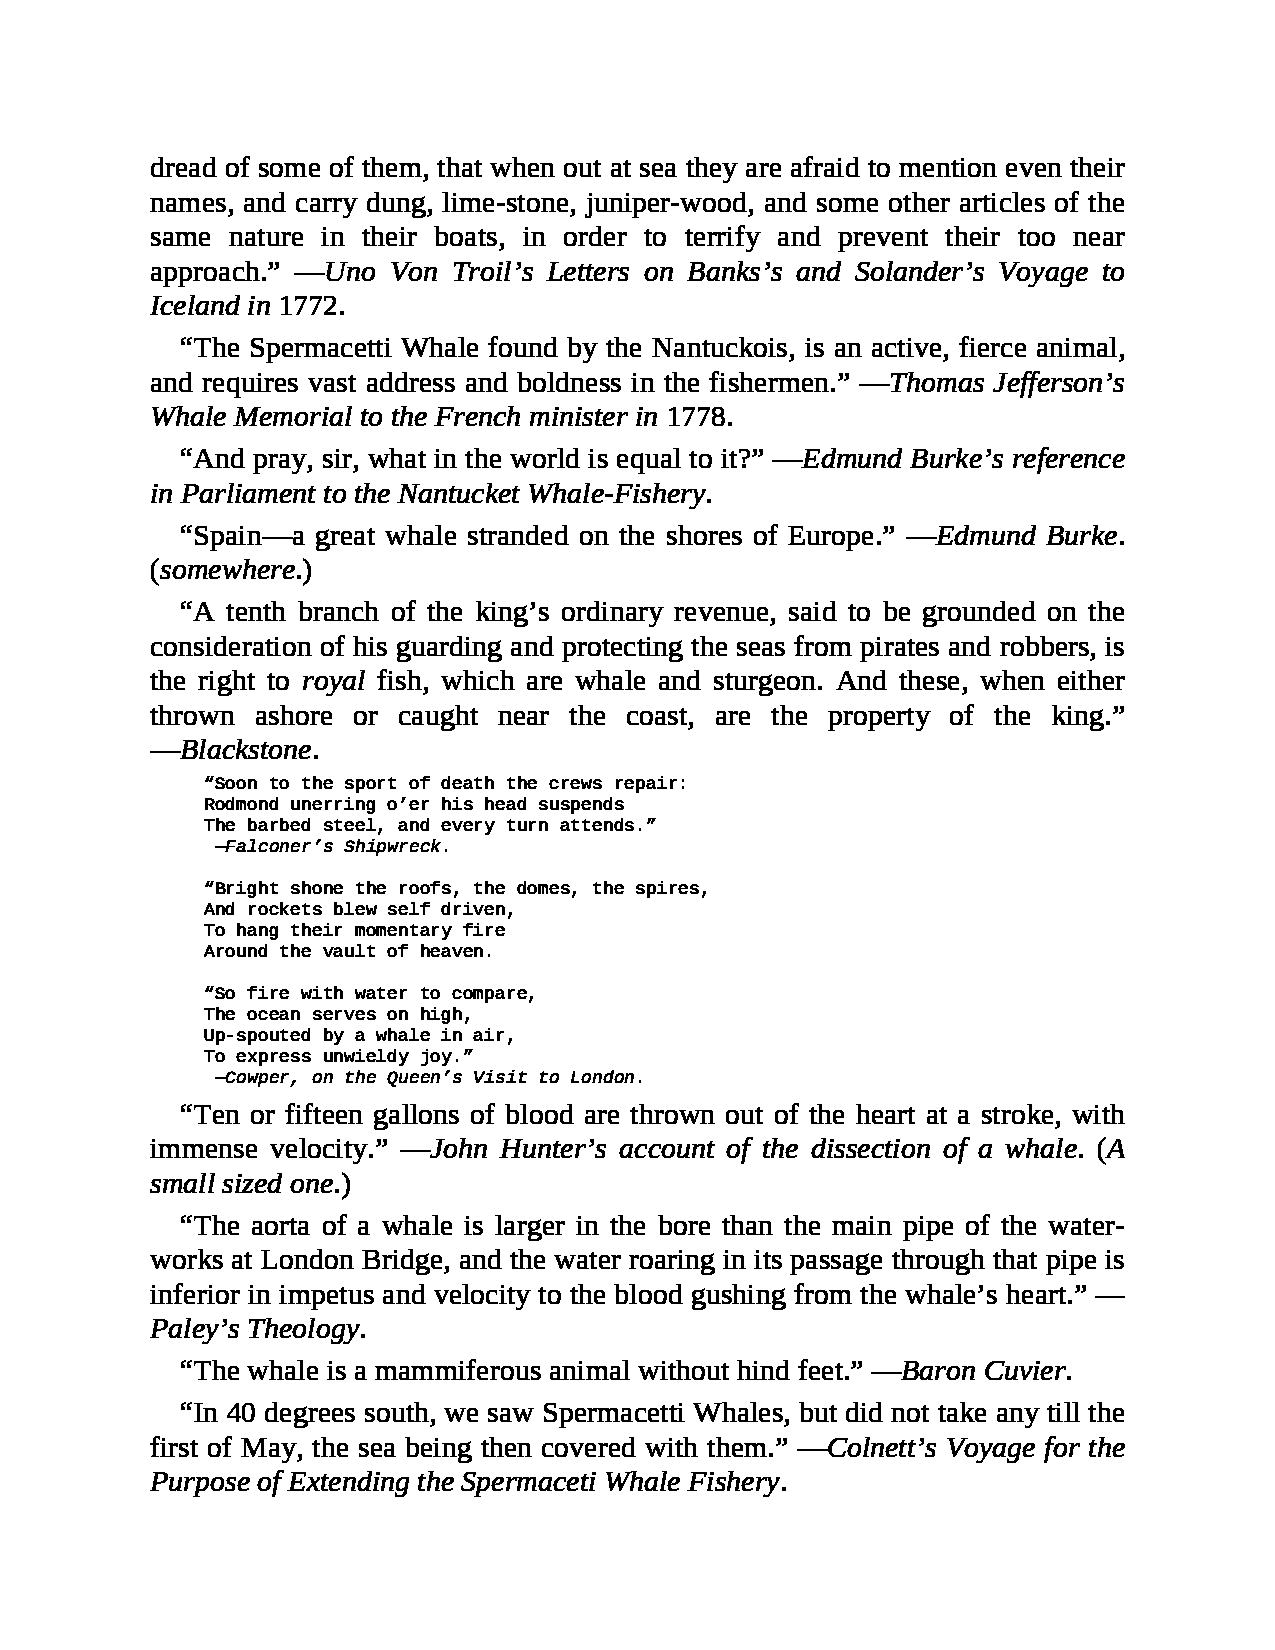 dread of some of them, that when out at sea they are afraid to mention even their
names, and carry dung, lime-stone, juniper-wood, and some other articles of the
same nature in their boats, in order to terrify and prevent their too near
approach.” —Uno Von Troil’s Letters on Banks’s and Solander’s Voyage to
Iceland in 1772.
“The Spermacetti Whale found by the Nantuckois, is an active, fierce animal,
and requires vast address and boldness in the fishermen.” —Thomas Jefferson’s
Whale Memorial to the French minister in 1778.
“And pray, sir, what in the world is equal to it?” —Edmund Burke’s reference
in Parliament to the Nantucket Whale-Fishery.
“Spain—a great whale stranded on the shores of Europe.” —Edmund Burke.
(somewhere.)
“A tenth branch of the king’s ordinary revenue, said to be grounded on the
consideration of his guarding and protecting the seas from pirates and robbers, is
the right to royal fish, which are whale and sturgeon. And these, when either
thrown ashore or caught near the coast, are the property of the king.”
—Blackstone.
“Soon to the sport of death the crews repair:
Rodmond unerring o’er his head suspends
The barbed steel, and every turn attends.”
—Falconer’s Shipwreck.
“Bright shone the roofs, the domes, the spires,
And rockets blew self driven,
To hang their momentary fire
Around the vault of heaven.
“So fire with water to compare,
The ocean serves on high,
Up-spouted by a whale in air,
To express unwieldy joy.”
—Cowper, on the Queen’s Visit to London.
“Ten or fifteen gallons of blood are thrown out of the heart at a stroke, with
immense velocity.” —John Hunter’s account of the dissection of a whale. (A
small sized one.)
“The aorta of a whale is larger in the bore than the main pipe of the water-
works at London Bridge, and the water roaring in its passage through that pipe is
inferior in impetus and velocity to the blood gushing from the whale’s heart.” —
Paley’s Theology.
“The whale is a mammiferous animal without hind feet.” —Baron Cuvier.
“In 40 degrees south, we saw Spermacetti Whales, but did not take any till the
first of May, the sea being then covered with them.” —Colnett’s Voyage for the
Purpose of Extending the Spermaceti Whale Fishery.